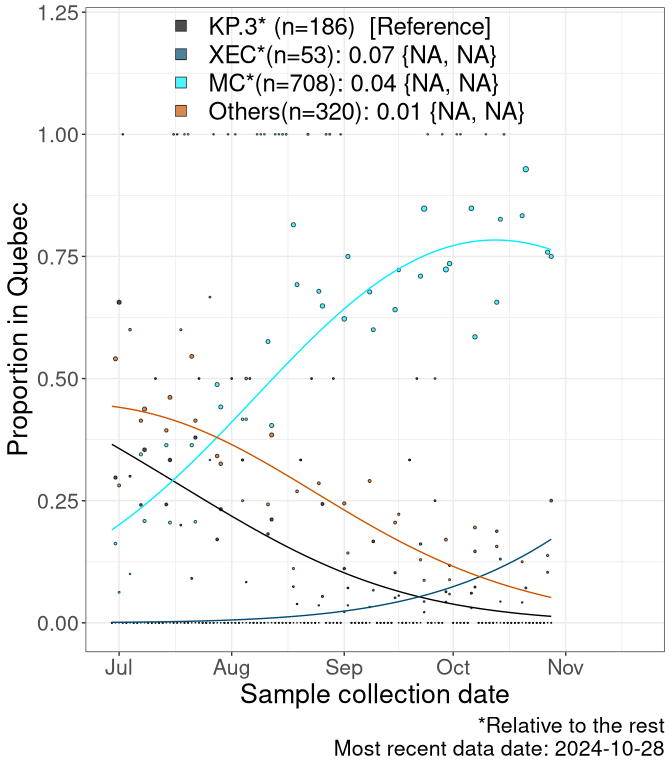 KP.3* (n=186)  [Reference]
XEC*(n=53): 0.07 {NA, NA}
MC*(n=708): 0.04 {NA, NA}
Others(n=320): 0.01 {NA, NA}
1.25
1.00
0.75
0.50
0.25
0.00
Proportion in Quebec
Jul Aug Sep Oct Nov
Sample collection date
*Relative to the rest
Most recent data date: 2024-10-28